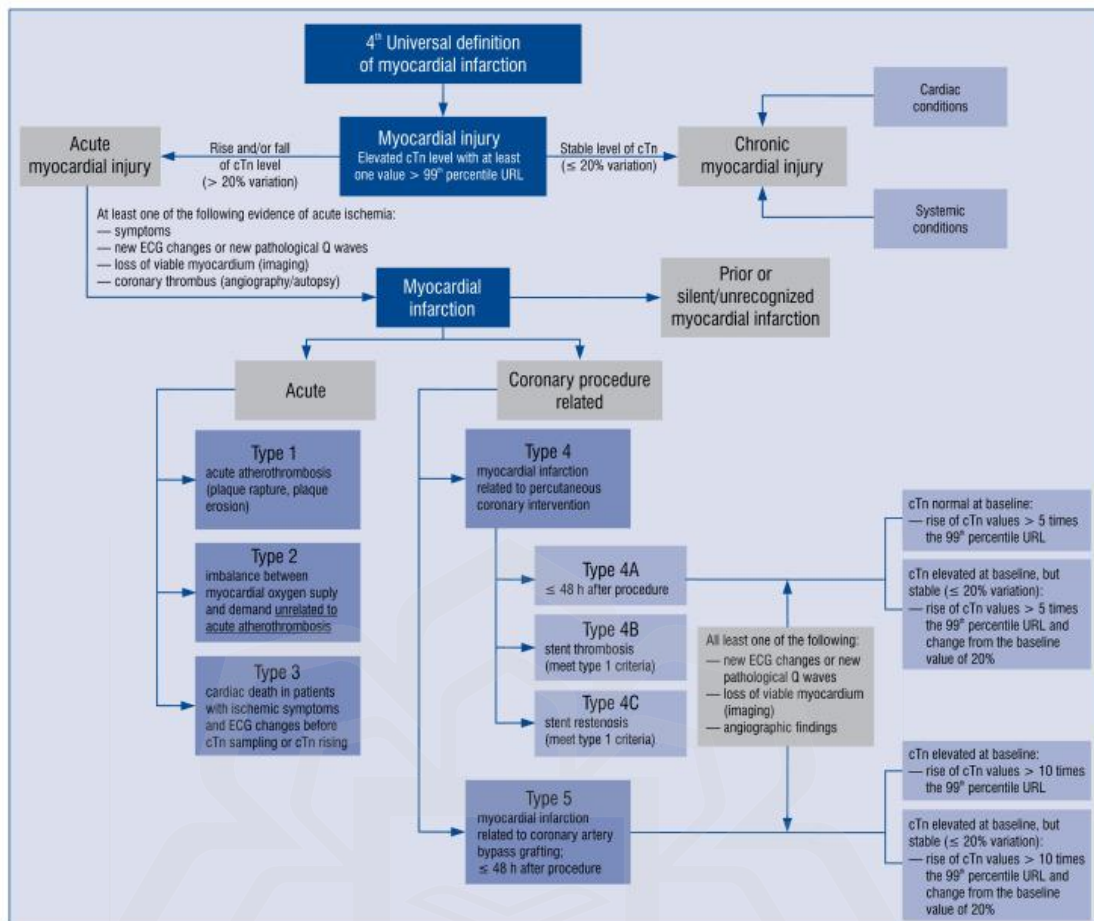 4th Universal definition
of myocardial infarction
Cardiac
conditions
Acute
myocardial injury
Rise and/or fall
of cTn level
(> 20% variation)
Myocardial injury
Elevated cTn level with at least
one value > 99th percentile URL
Stable level of cTn
(≤ 20% variation)
Chronic
myocardial injury
Systemic
conditions
At least one of the following evidence of acute ischemia:
— symptoms
— new ECG changes or new pathological Q waves
— loss of viable myocardium (imaging)
— coronary thrombus (angiography/autopsy)
Myocardial
infarction
Prior or
silent/unrecognized
myocardial infarction
Acute
Coronary procedure
related
Type 1
acute atherothrombosis
(plaque rapture, plaque
erosion)
Type 2
imbalance between
myocardial oxygen suply
and demand unrelated to
acute atherothrombosis
Type 3
cardiac death in patients
with ischemic symptoms
and ECG changes before
cTn sampling or cTn rising
Type 4
myocardial infarction
related to percutaneous
coronary intervention
Type 4A
≤ 48 h after procedure
Type 4B
stent thrombosis
(meet type 1 criteria)
Type 4C
stent restenosis
(meet type 1 criteria)
Type 5
myocardial infarction
related to coronary artery
bypass grafting;
≤ 48 h after procedure
All least one of the following:
— new ECG changes or new
pathological Q waves
— loss of viable myocardium
(imaging)
— angiographic findings
cTn normal at baseline:
— rise of cTn values > 5 times
the 99th percentile URL
cTn elevated at baseline, but
stable (≤ 20% variation):
— rise of cTn values > 5 times
the 99th percentile URL and
change from the baseline
value of 20%
cTn elevated at baseline:
— rise of cTn values > 10 times
the 99th percentile URL
cTn elevated at baseline, but
stable (≤ 20% variation):
— rise of cTn values > 10 times
the 99th percentile URL and
change from the baseline
value of 20%